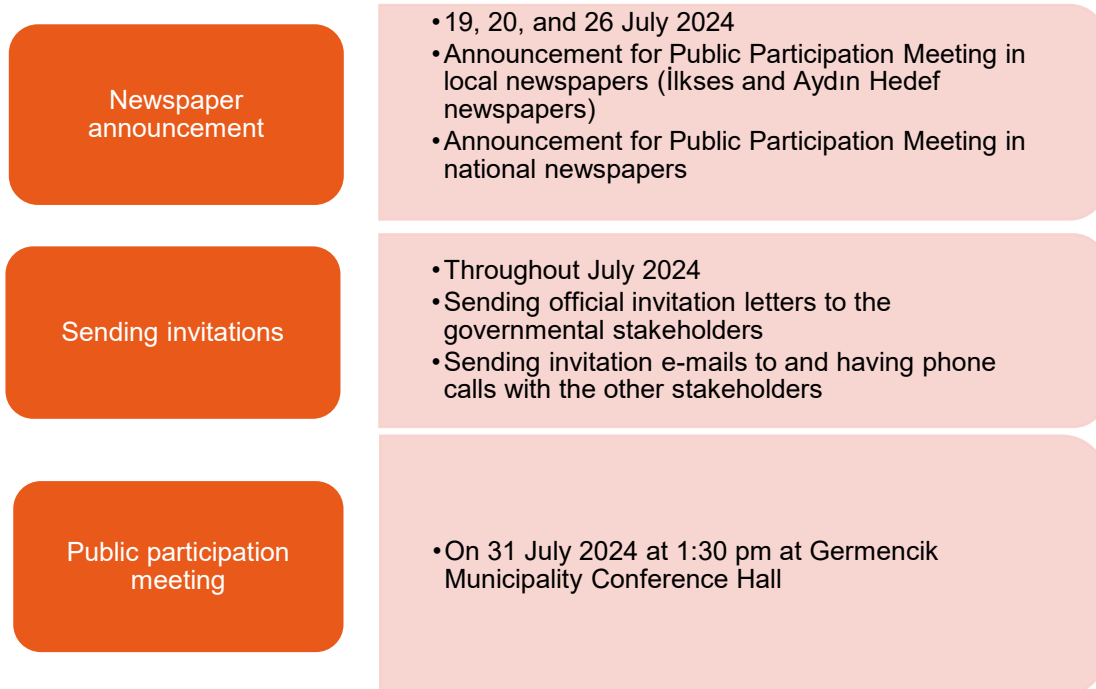 Newspaper
announcement
•19, 20, and 26 July 2024
•Announcement for Public Participation Meeting in
local newspapers (İlkses and Aydın Hedef
newspapers)
•Announcement for Public Participation Meeting in
national newspapers
Sending invitations
•Throughout July 2024
•Sending official invitation letters to the
governmental stakeholders
•Sending invitation e-mails to and having phone
calls with the other stakeholders
Public participation
meeting
•On 31 July 2024 at 1:30 pm at Germencik
Municipality Conference Hall